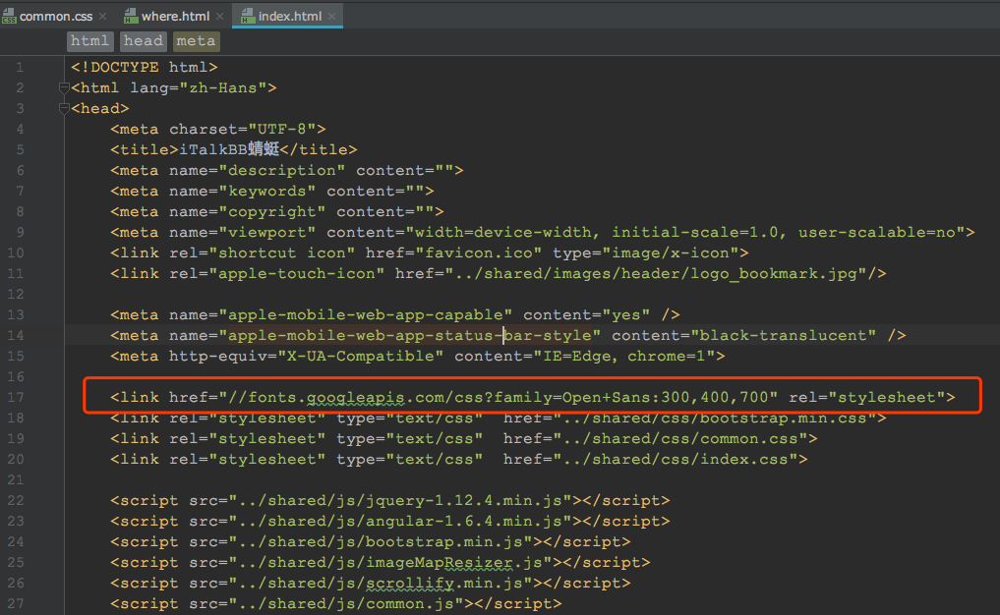 common.css where.html index.html
html head meta
1 <!DOCTYPE html>
2 <html lang="zh-Hans">
3 <head>
4 <meta charset="UTF-8">
5 <title>iTalkBB蜻蜓</title>
6 <meta name="description" content="">
7 <meta name="keywords" content="">
8 <meta name="copyright" content="">
9 <meta name="viewport" content="width=device-width, initial-scale=1.0, user-scalable=no">
10 <link rel="shortcut icon" href="favicon.ico" type="image/x-icon">
11 <link rel="apple-touch-icon" href="../shared/images/header/logo_bookmark.jpg"/>
12
13 <meta name="apple-mobile-web-app-capable" content="yes" />
14 <meta name="apple-mobile-web-app-status-bar-style" content="black-translucent" />
15 <meta http-equiv="X-UA-Compatible" content="IE=Edge, chrome=1">
16
17 <link href="//fonts.googleapis.com/css?family=Open+Sans:300,400,700" rel="stylesheet">
18 <link rel="stylesheet" type="text/css"  href="../shared/css/bootstrap.min.css">
19 <link rel="stylesheet" type="text/css"  href="../shared/css/common.css">
20 <link rel="stylesheet" type="text/css"  href="../shared/css/index.css">
21
22 <script src="../shared/js/jquery-1.12.4.min.js"></script>
23 <script src="../shared/js/angular-1.6.4.min.js"></script>
24 <script src="../shared/js/bootstrap.min.js"></script>
25 <script src="../shared/js/imageMapResizer.js"></script>
26 <script src="../shared/js/scrollify.min.js"></script>
27 <script src="../shared/js/common.js"></script>